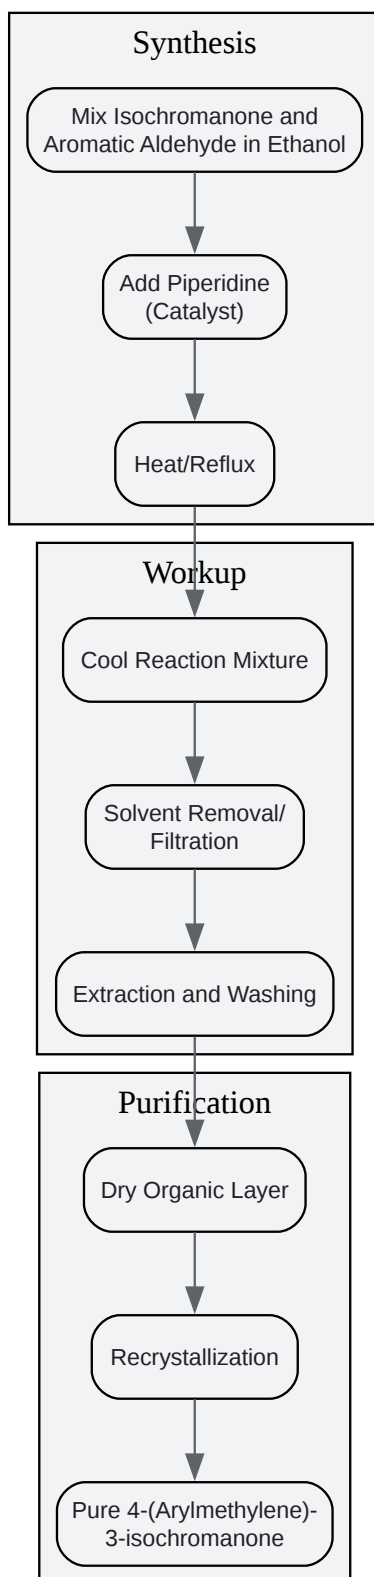 Synthesis
Mix Isochromanone and
Aromatic Aldehyde in Ethanol
Add Piperidine
(Catalyst)
Heat/Reflux
Workup
Cool Reaction Mixture
Solvent Removal/
Filtration
Extraction and Washing
Purification
Dry Organic Layer
Recrystallization
Pure 4-(Arylmethylene)-
3-isochromanone